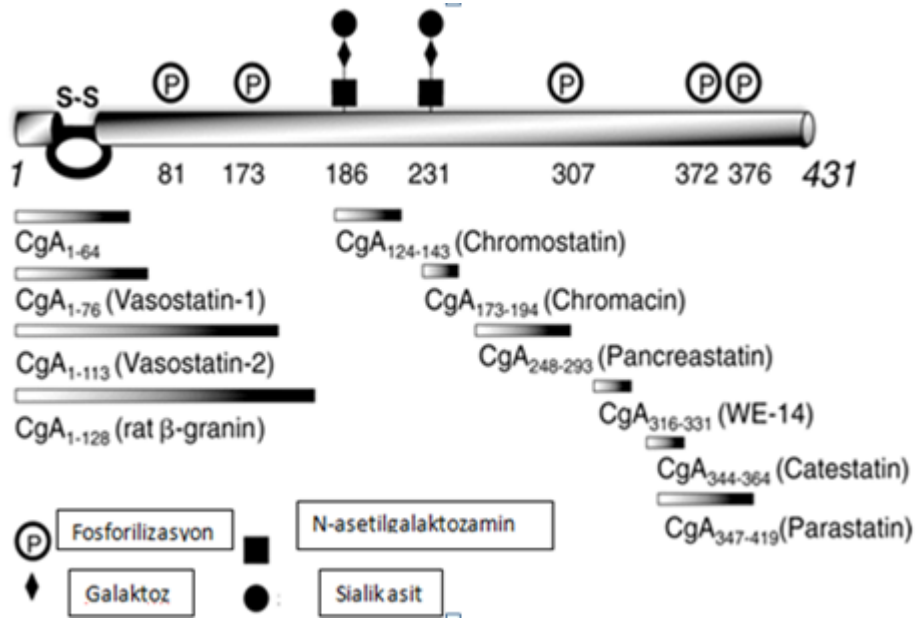 P P P P P
S-S
1 81 173 186 231 307 372 376 431
CgA1-64
CgA124-143 (Chromostatin)
CgA1-76 (Vasostatin-1)
CgA173-194 (Chromacin)
CgA1-113 (Vasostatin-2)
CgA248-293 (Pancreastatin)
CgA1-128 (rat β-granin)
CgA316-331 (WE-14)
CgA344-364 (Catestatin)
CgA347-419(Parastatin)
P Fosforilizasyon
N-asetilgalaktozamin
Galaktoz
: Sialik asit